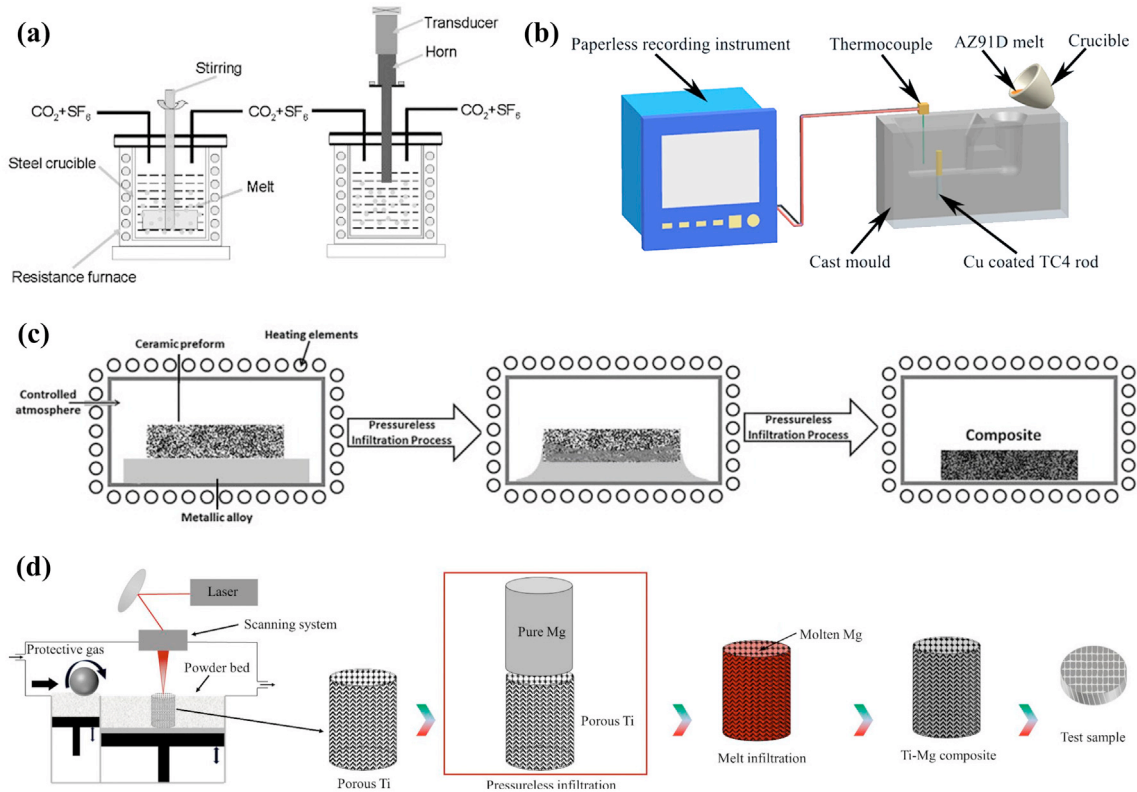 (a)
Transducer
Horn
Stirring
CO2+SF6
CO2+SF6
CO2+SF6
Steel crucible
Melt
Resistance furnace
(b)
Paperless recording instrument
Thermocouple
AZ91D melt
Crucible
Cast mould
Cu coated TC4 rod
(c)
Ceramic preform
Heating elements
Controlled
atmosphere
Pressureless
Infiltration Process
Pressureless
Infiltration Process
Composite
Metallic alloy
(d)
Laser
Scanning system
Protective gas
Powder bed
Pure Mg
Molten Mg
Porous Ti
Porous Ti
Pressureless infiltration
Melt infiltration
Ti-Mg composite
Test sample